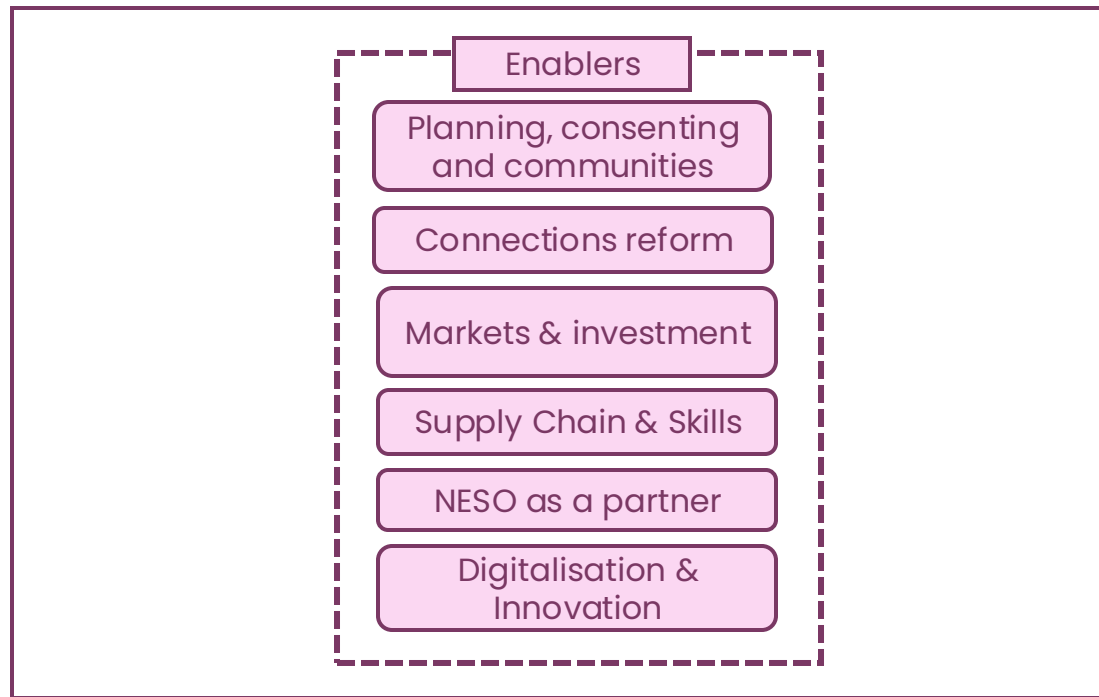 Enablers
Planning, consenting
and communities
Connections reform
Markets & investment
Supply Chain & Skills
NESO as a partner
Digitalisation &
Innovation